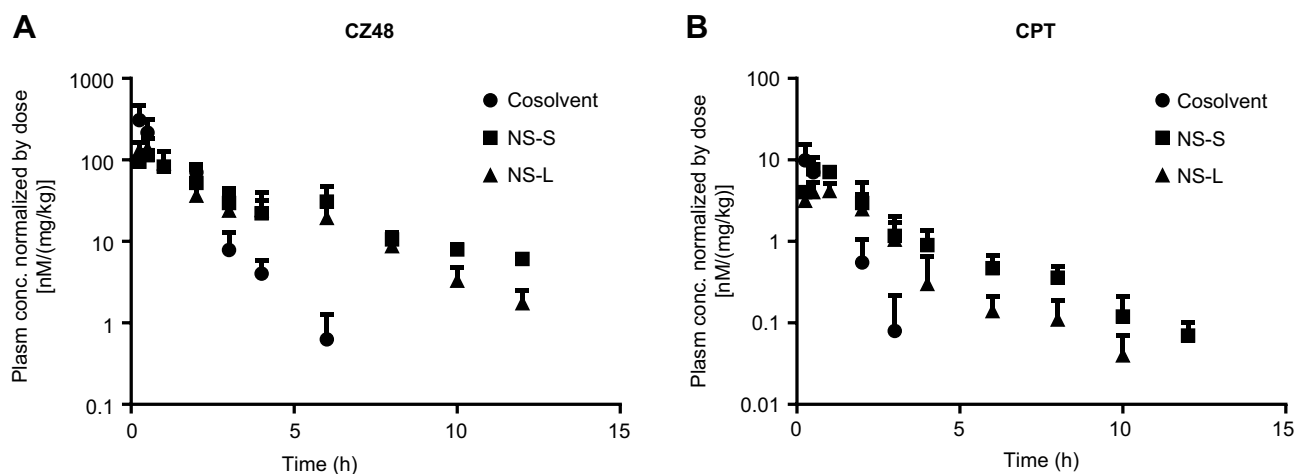 A
CZ48
Plasm conc. normalized by dose
[nM/(mg/kg)]
1000
100
10
1
0.1
0
5
10
15
Time (h)
Cosolvent
NS-S
NS-L
B
CPT
Plasm conc. normalized by dose
[nM/(mg/kg)]
100
10
1
0.1
0.01
0
5
10
15
Time (h)
Cosolvent
NS-S
NS-L